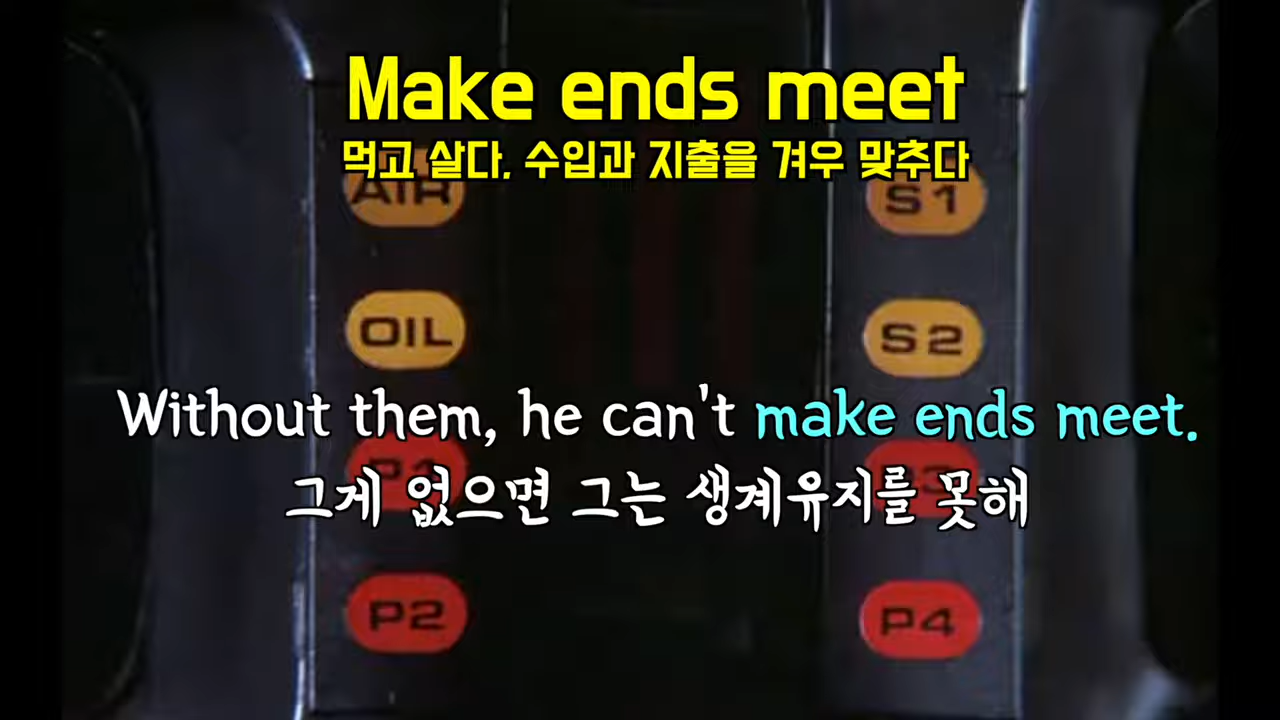 Make ends meet
먹고 살다, 수입과 지출을 겨우 맞추다
AIR
S1
OIL
S2
Without them, he can't make ends meet.
P1
그게 없으면 그는 생계유지를 못해
P2
P4